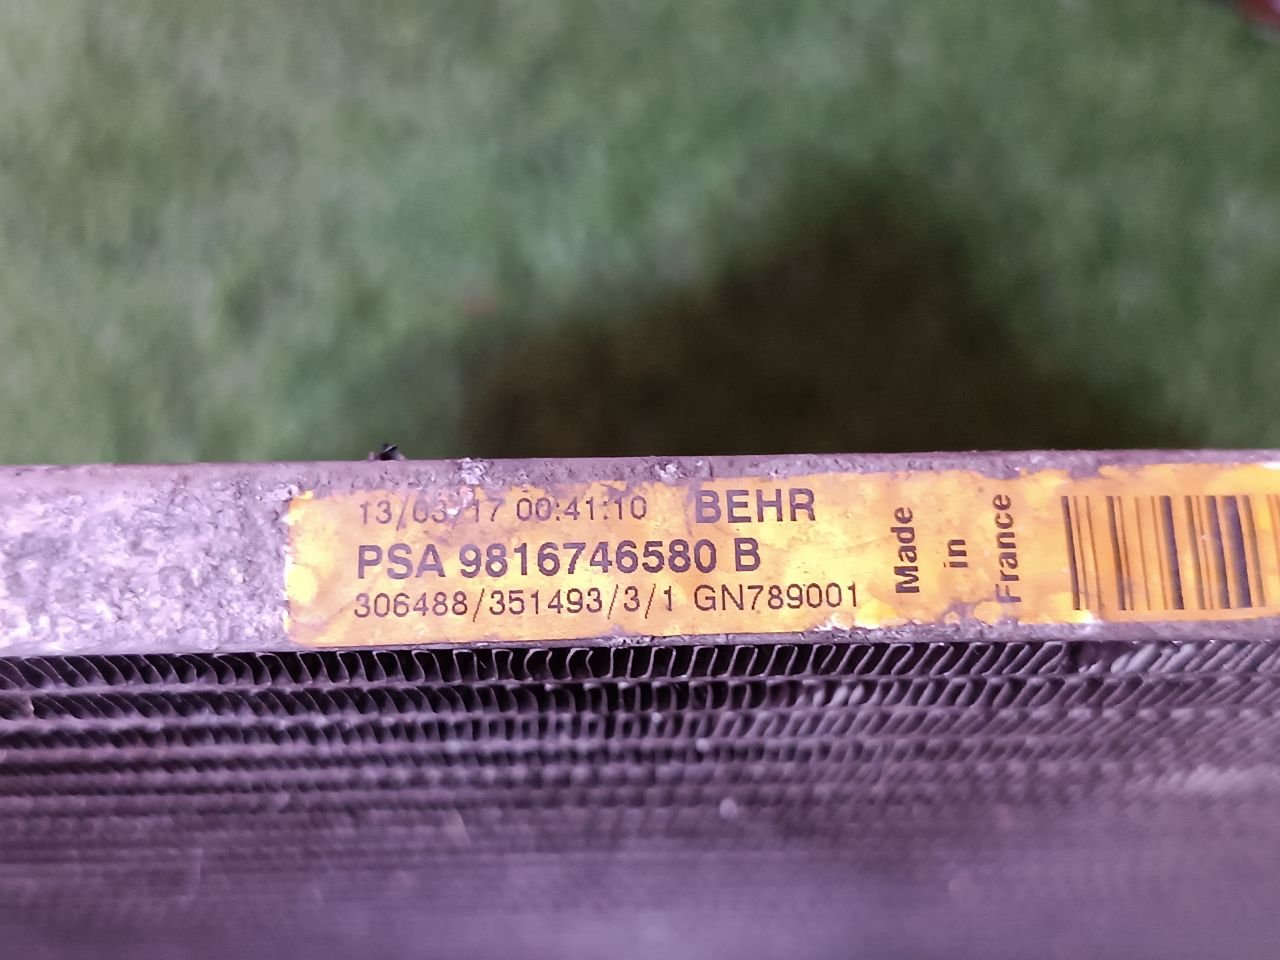 13/03/17 00:41:10 BEHR
PSA 9816746580 B
306488/351493/3/1 GN789001
Made
in
France